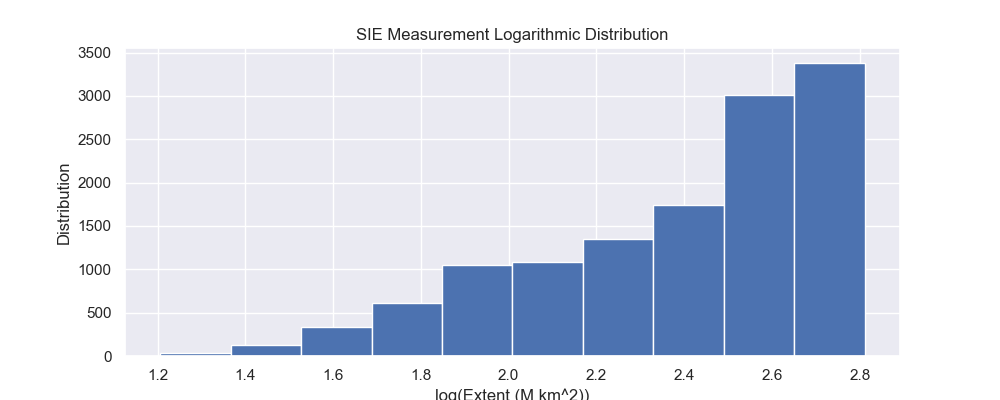 SIE Measurement Logarithmic Distribution
3500
3000
2500
2000
1500
1000
500
0
Distribution
1.2 1.4 1.6 1.8 2.0 2.2 2.4 2.6 2.8
log(Extent (M km^2))